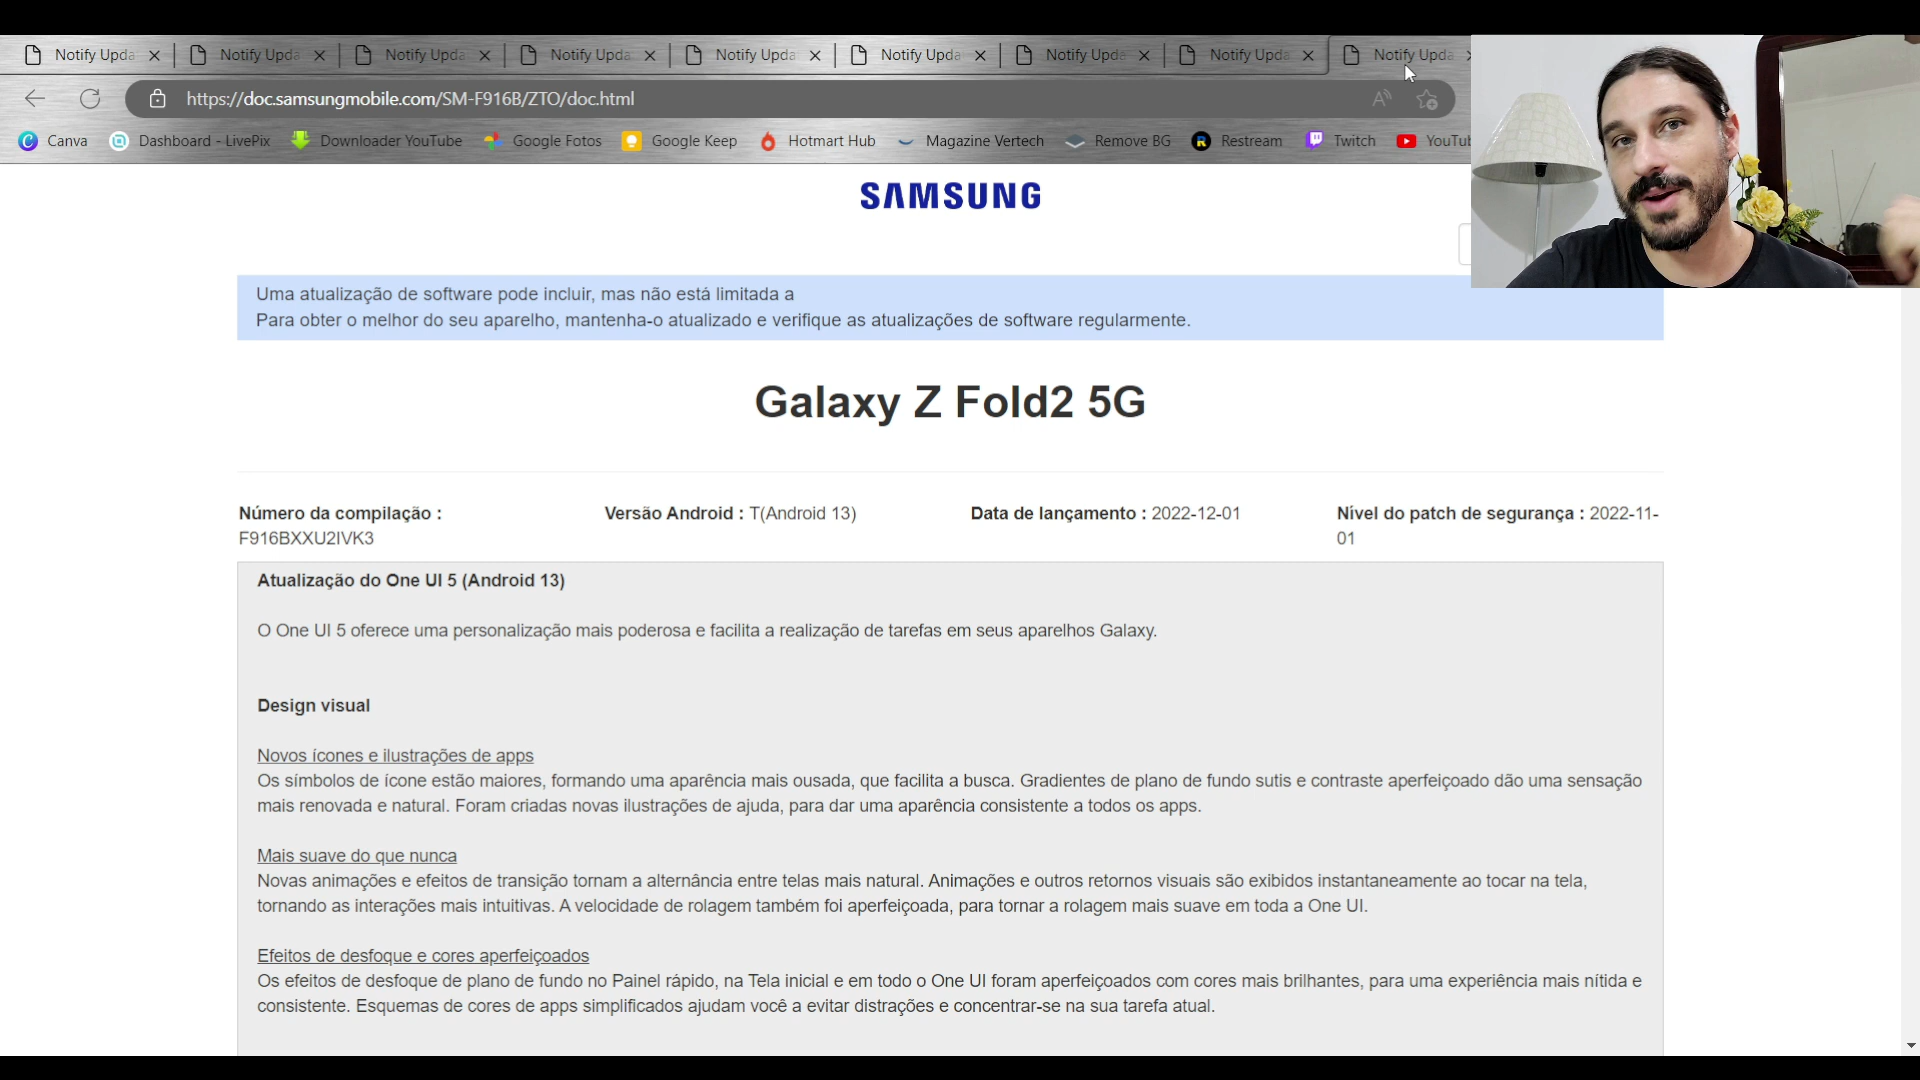 Notify Upda Notify Upda Notify Upda Notify Upda Notify Upda Notify Upda Notify Upda Notify Upda Notify Upda
https://doc.samsungmobile.com/SM-F916B/ZTO/doc.html
Canva Dashboard - LivePix Downloader YouTube Google Fotos Google Keep Hotmart Hub Magazine Vertech Remove BG Restream Twitch YouTub
SAMSUNG
Uma atualização de software pode incluir, mas não está limitada a
Para obter o melhor do seu aparelho, mantenha-o atualizado e verifique as atualizações de software regularmente.
Galaxy Z Fold2 5G
Número da compilação : Versão Android : T(Android 13) Data de lançamento : 2022-12-01 Nível do patch de segurança : 2022-11-
F916BXXU2IVK3 01
Atualização do One UI 5 (Android 13)
O One UI 5 oferece uma personalização mais poderosa e facilita a realização de tarefas em seus aparelhos Galaxy.
Design visual
Novos ícones e ilustrações de apps
Os símbolos de ícone estão maiores, formando uma aparência mais ousada, que facilita a busca. Gradientes de plano de fundo sutis e contraste aperfeiçoado dão uma sensação
mais renovada e natural. Foram criadas novas ilustrações de ajuda, para dar uma aparência consistente a todos os apps.
Mais suave do que nunca
Novas animações e efeitos de transição tornam a alternância entre telas mais natural. Animações e outros retornos visuais são exibidos instantaneamente ao tocar na tela,
tornando as interações mais intuitivas. A velocidade de rolagem também foi aperfeiçoada, para tornar a rolagem mais suave em toda a One UI.
Efeitos de desfoque e cores aperfeiçoados
Os efeitos de desfoque de plano de fundo no Painel rápido, na Tela inicial e em todo o One UI foram aperfeiçoados com cores mais brilhantes, para uma experiência mais nítida e
consistente. Esquemas de cores de apps simplificados ajudam você a evitar distrações e concentrar-se na sua tarefa atual.